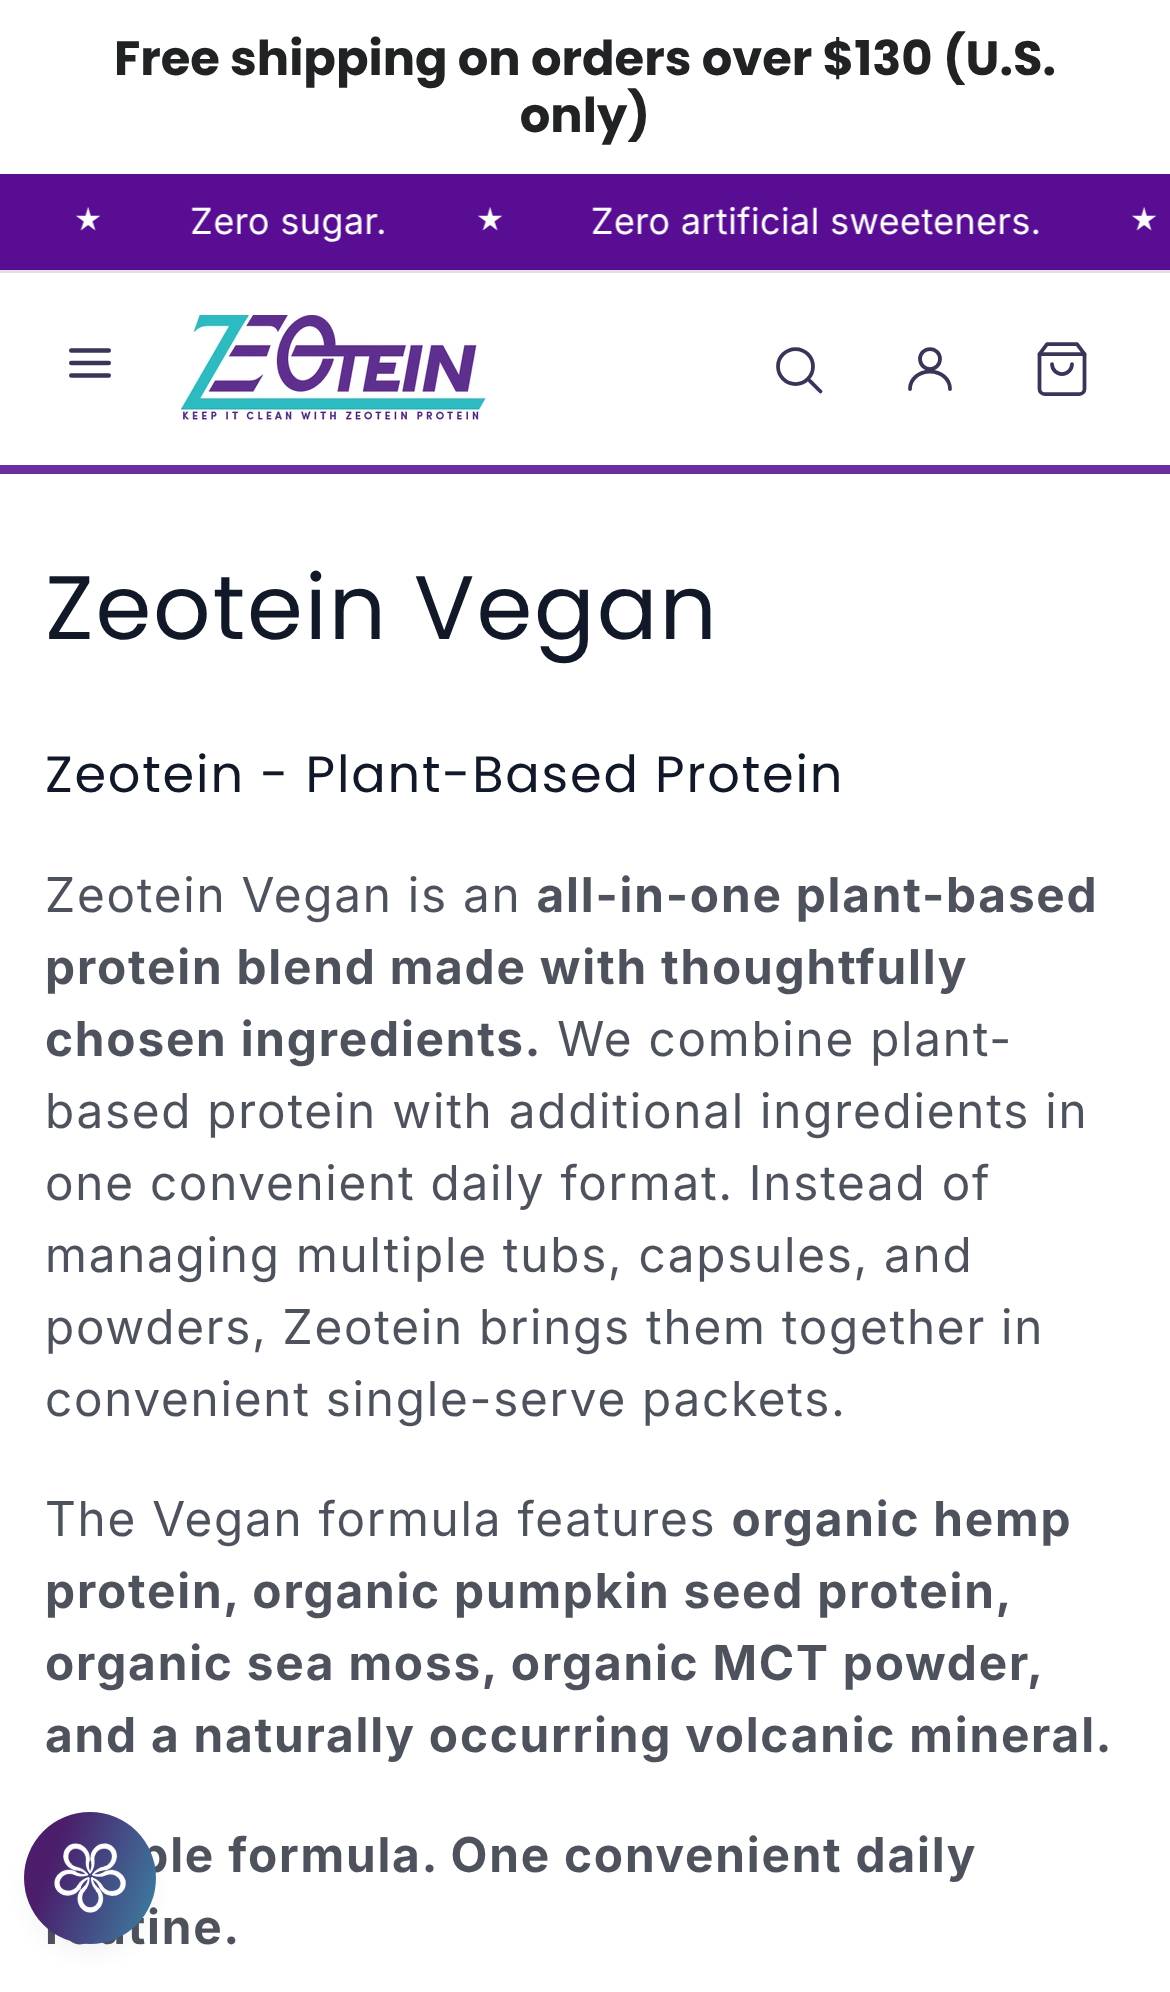 Free shipping on orders over $130 (U.S.
only)
★ Zero sugar. ★ Zero artificial sweeteners. ★
ZEOTEIN
KEEP IT CLEAN WITH ZEOTEIN PROTEIN
Zeotein Vegan
Zeotein - Plant-Based Protein
Zeotein Vegan is an all-in-one plant-based
protein blend made with thoughtfully
chosen ingredients. We combine plant-
based protein with additional ingredients in
one convenient daily format. Instead of
managing multiple tubs, capsules, and
powders, Zeotein brings them together in
convenient single-serve packets.
The Vegan formula features organic hemp
protein, organic pumpkin seed protein,
organic sea moss, organic MCT powder,
and a naturally occurring volcanic mineral.
formula. One convenient daily